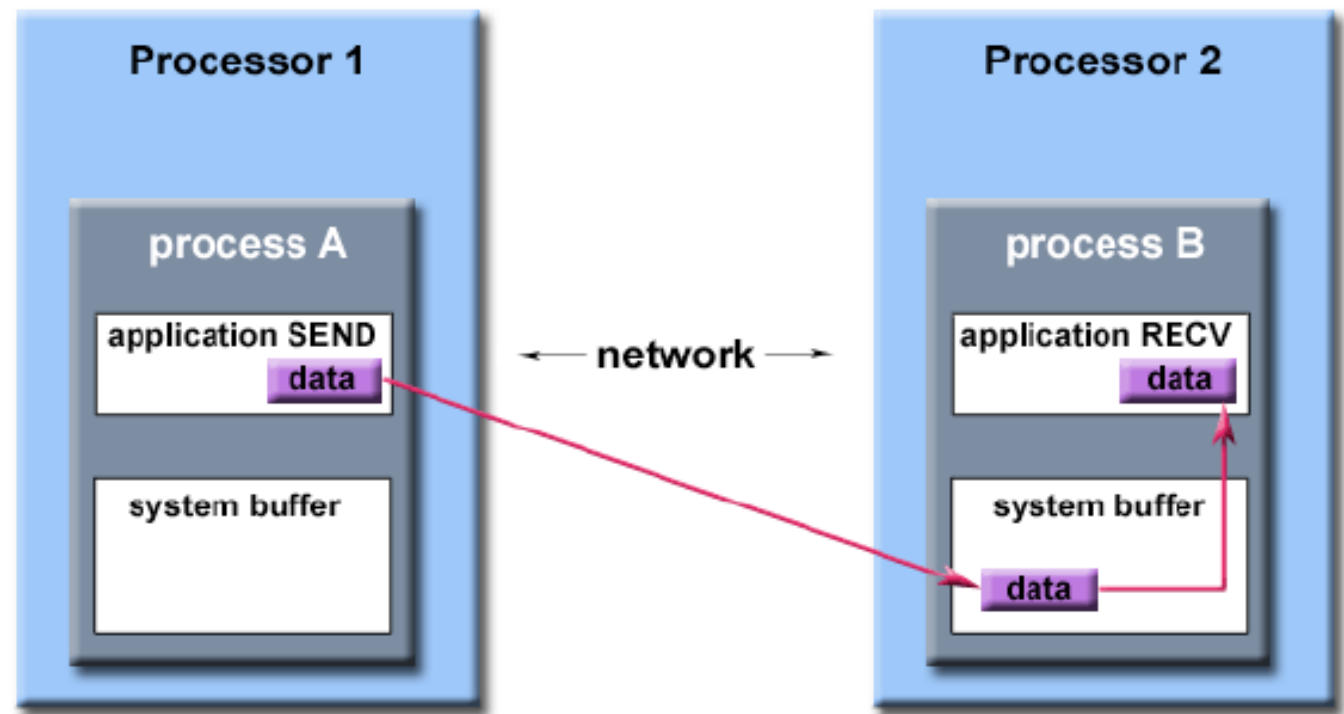 Processor 1
process A
application SEND
data
system buffer
network
Processor 2
process B
application RECV
data
system buffer
data